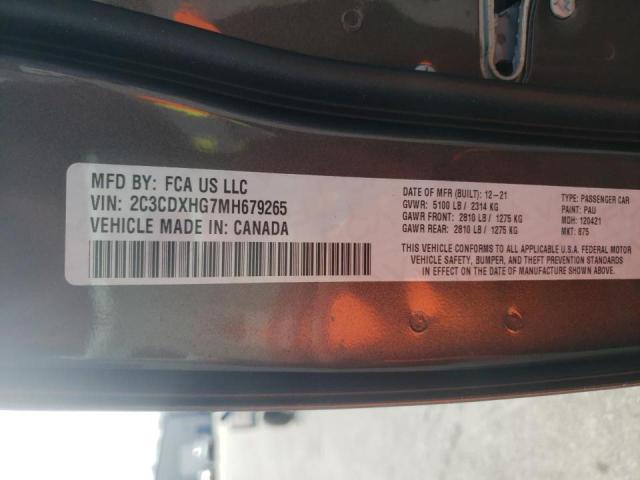 MFD BY: FCA US LLC
VIN: 2C3CDXHG7MH679265
VEHICLE MADE IN: CANADA
DATE OF MFR (BUILT): 12-21
GVWR: 5100 LB / 2314 KG
GAWR FRONT: 2810 LB / 1275 KG
GAWR REAR: 2810 LB / 1275 KG
TYPE: PASSENGER CAR
PAINT: PAU
MDH: 120421
MKT: 875
THIS VEHICLE CONFORMS TO ALL APPLICABLE U.S.A. FEDERAL MOTOR
VEHICLE SAFETY, BUMPER, AND THEFT PREVENTION STANDARDS
IN EFFECT ON THE DATE OF MANUFACTURE SHOWN ABOVE.